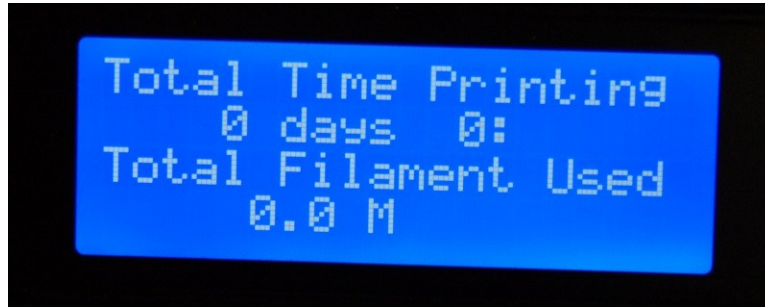 Total Time Printing
0 days 0:
Total Filament Used
0.0 M